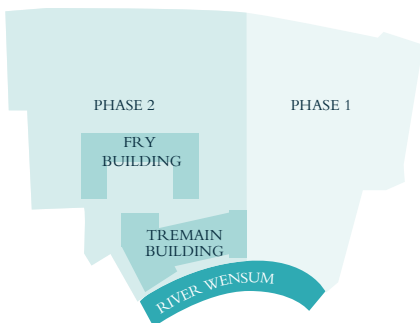 PHASE 2
PHASE 1
FRY
BUILDING
TREMAIN
BUILDING
RIVER WENSUM